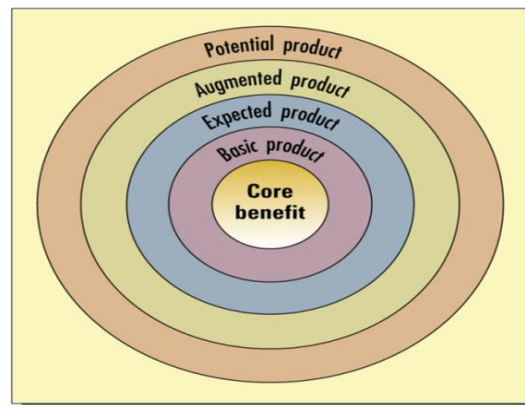 Potential product
Augmented product
Expected product
Basic product
Core
benefit